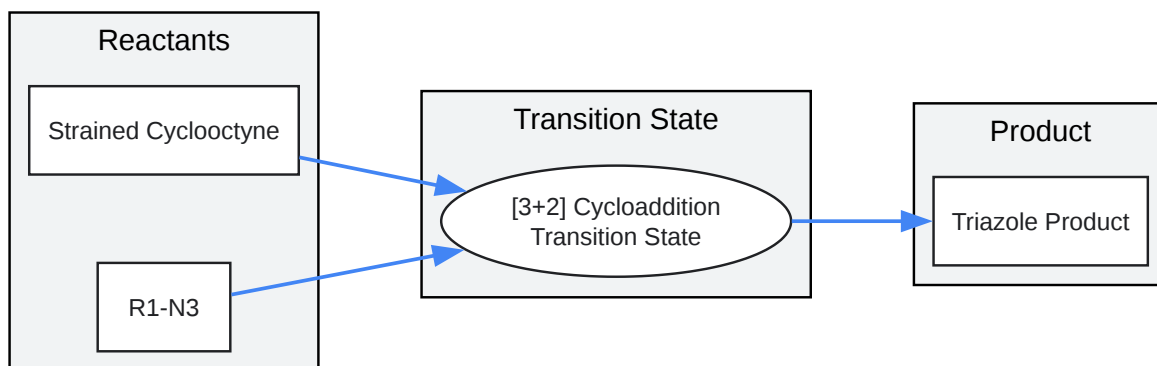 Reactants
Strained Cyclooctyne
R1-N3
Transition State
[3+2] Cycloaddition
Transition State
Product
Triazole Product